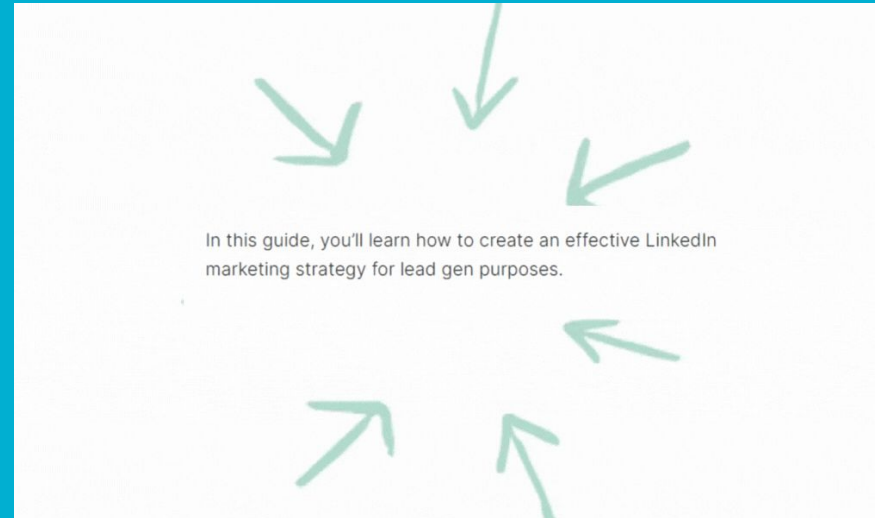 In this guide, you'll learn how to create an effective LinkedIn
marketing strategy for lead gen purposes.